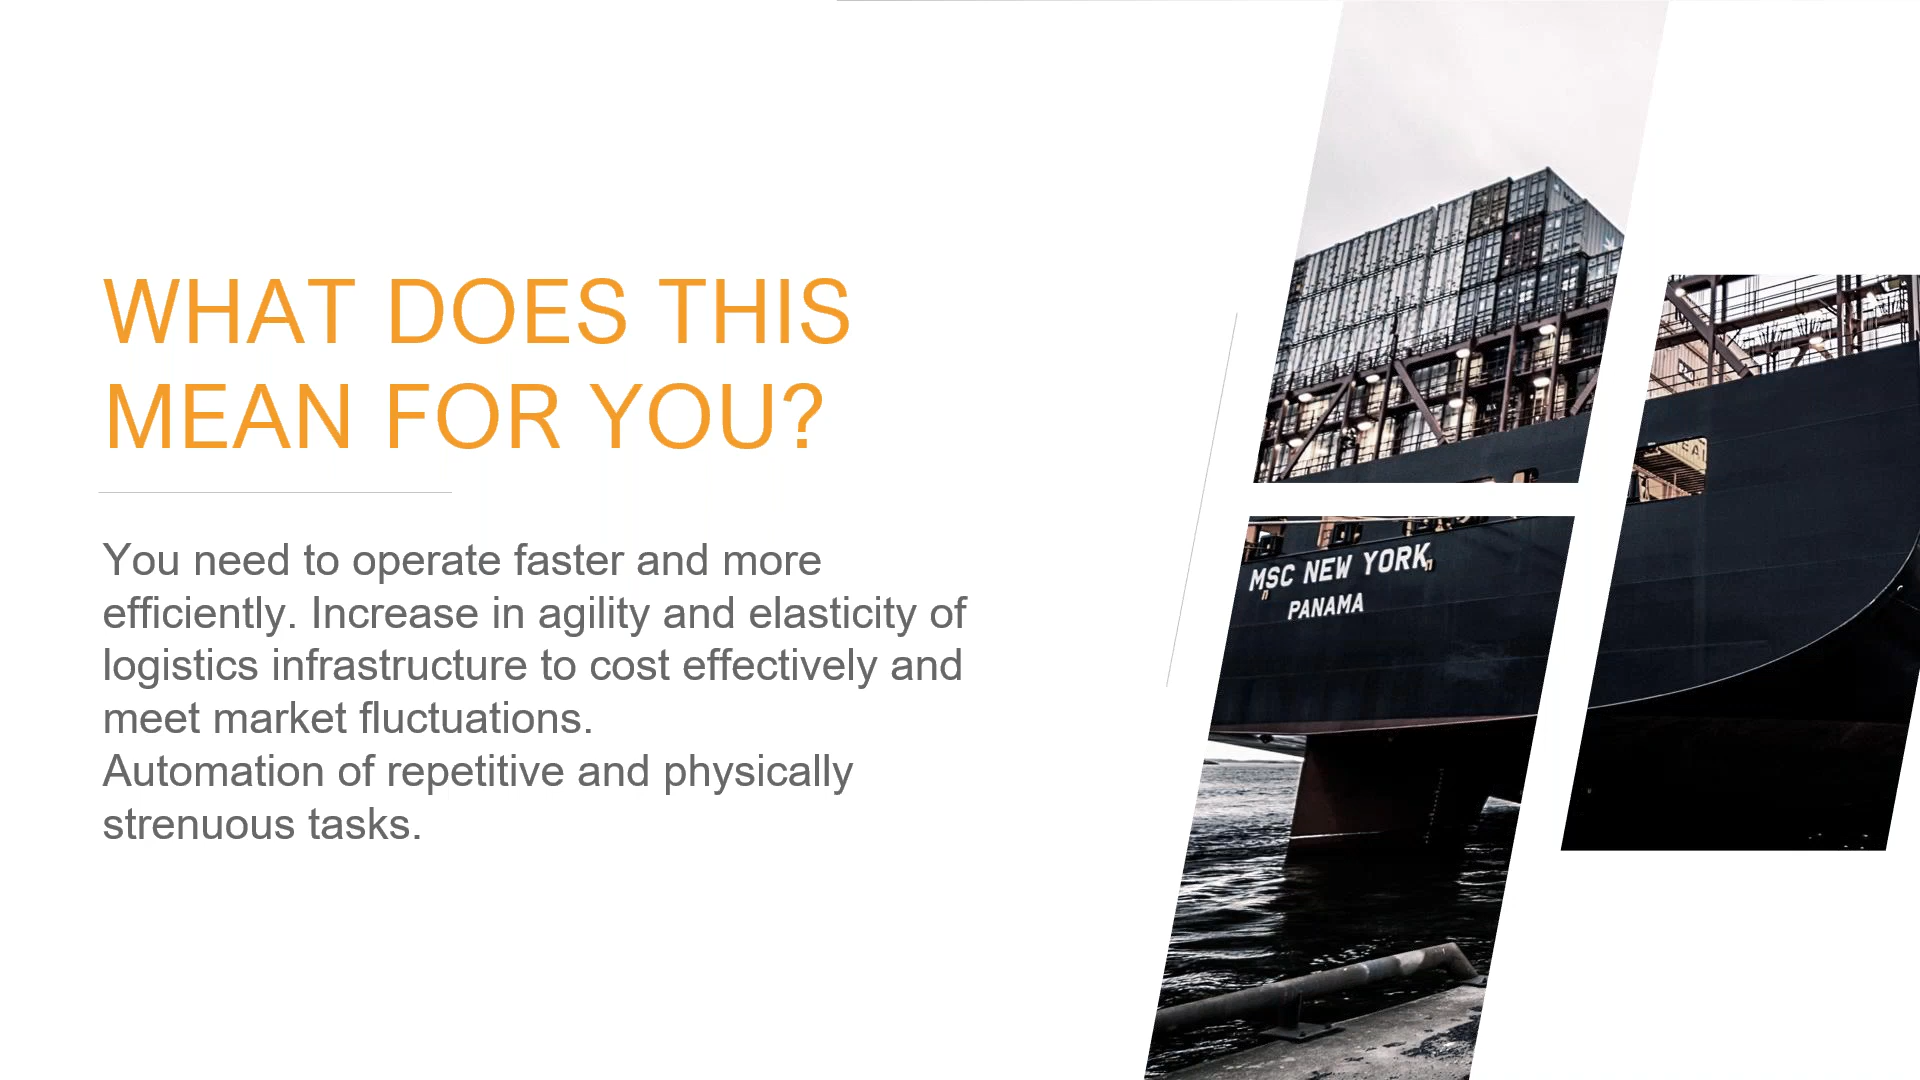 WHAT DOES THIS
MEAN FOR YOU?
You need to operate faster and more
efficiently. Increase in agility and elasticity of
logistics infrastructure to cost effectively and
meet market fluctuations.
Automation of repetitive and physically
strenuous tasks.
MSC NEW YORK
PANAMA